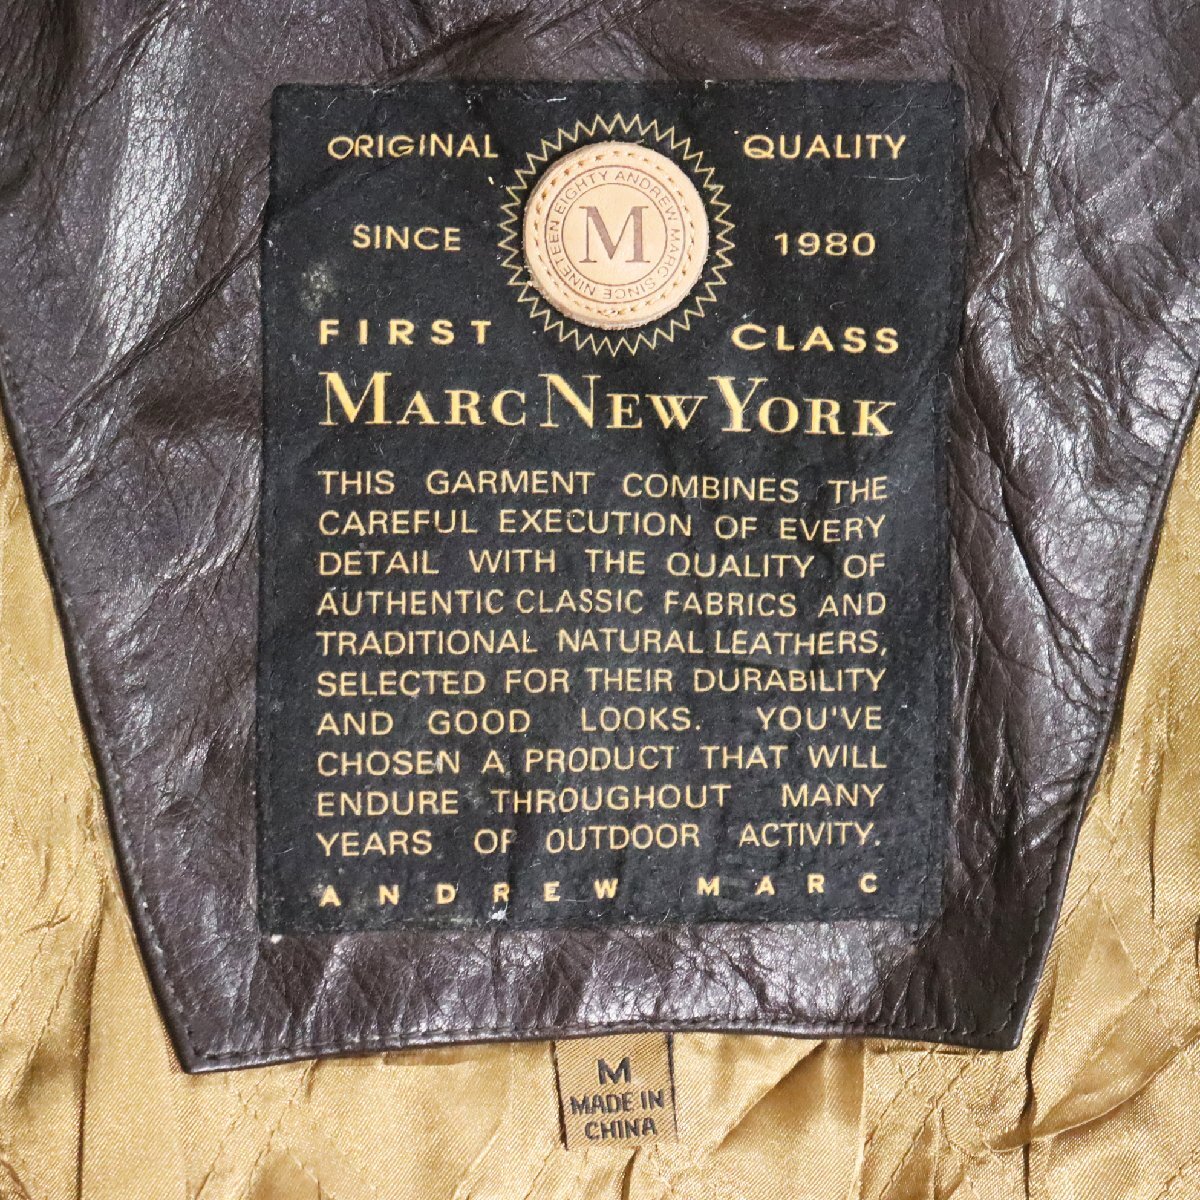 ORIGINAL QUALITY
NINETEEN EIGHTY ANDREW MARC SINCE
M
SINCE 1980
FIRST CLASS
MARC NEW YORK
THIS GARMENT COMBINES THE
CAREFUL EXECUTION OF EVERY
DETAIL WITH THE QUALITY OF
AUTHENTIC CLASSIC FABRICS AND
TRADITIONAL NATURAL LEATHERS,
SELECTED FOR THEIR DURABILITY
AND GOOD LOOKS. YOU'VE
CHOSEN A PRODUCT THAT WILL
ENDURE THROUGHOUT MANY
YEARS OF OUTDOOR ACTIVITY.
ANDREW MARC
M
MADE IN
CHINA